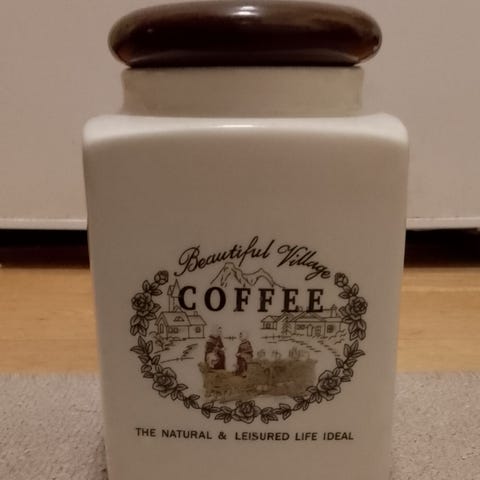 Beautiful Village
COFFEE
THE NATURAL & LEISURED LIFE IDEAL